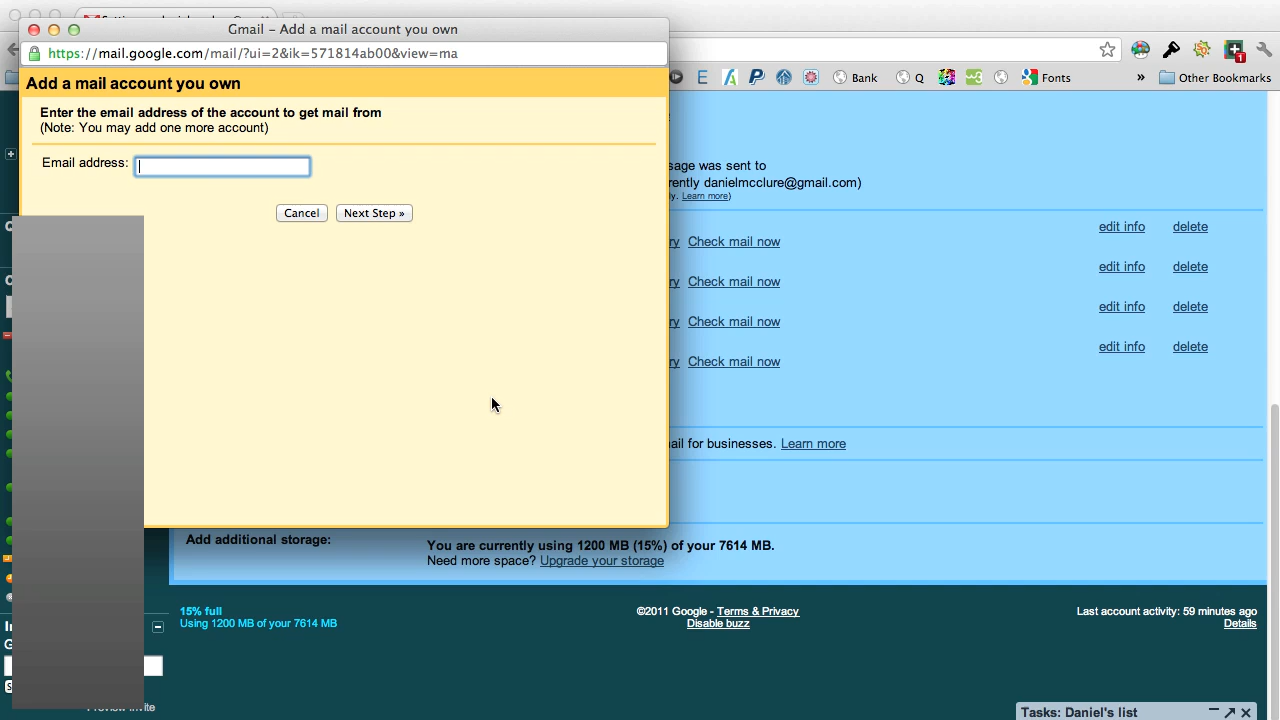 Gmail – Add a mail account you own
https://mail.google.com/mail/?ui=2&ik=571814ab00&view=ma
Bank
Q
Fonts
»
Other Bookmarks
1
Add a mail account you own
Enter the email address of the account to get mail from
(Note: You may add one more account)
Email address:
Cancel
Next Step »
sage was sent to
rently danielmcclure@gmail.com)
y. Learn more)
edit info delete
ry Check mail now
edit info delete
ry Check mail now
edit info delete
ry Check mail now
edit info delete
ry Check mail now
ail for businesses. Learn more
Add additional storage:
You are currently using 1200 MB (15%) of your 7614 MB.
Need more space? Upgrade your storage
15% full
Using 1200 MB of your 7614 MB
©2011 Google - Terms & Privacy
Disable buzz
Last account activity: 59 minutes ago
Details
Tasks: Daniel's list